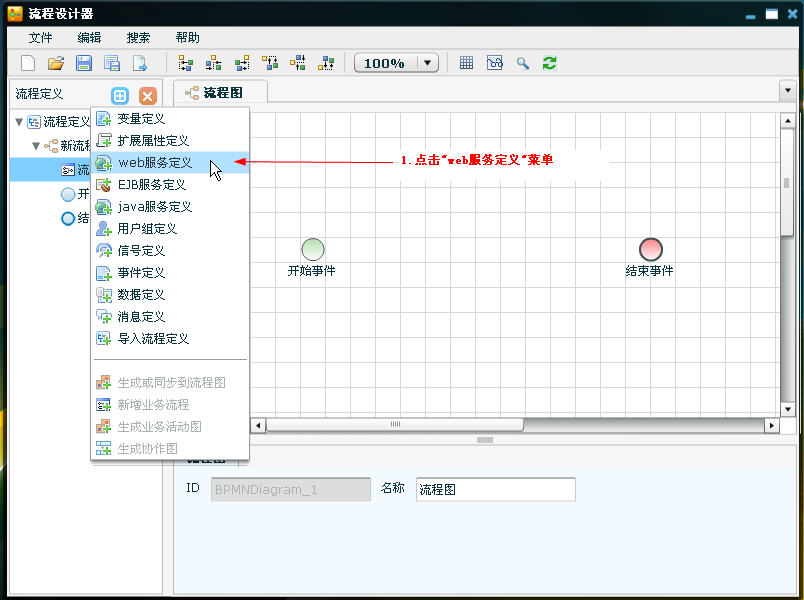 流程设计器
文件 编辑 搜索 帮助
100%
流程定义
流程图
流程定义
变量定义
新流程
扩展属性定义
web服务定义
1.点击"web服务定义"菜单
流
EJB服务定义
开
java服务定义
结
用户组定义
信号定义
事件定义
数据定义
消息定义
导入流程定义
开始事件
结束事件
生成或同步到流程图
新增业务流程
生成业务活动图
生成协作图
流程图
ID BPMNDiagram_1 名称 流程图